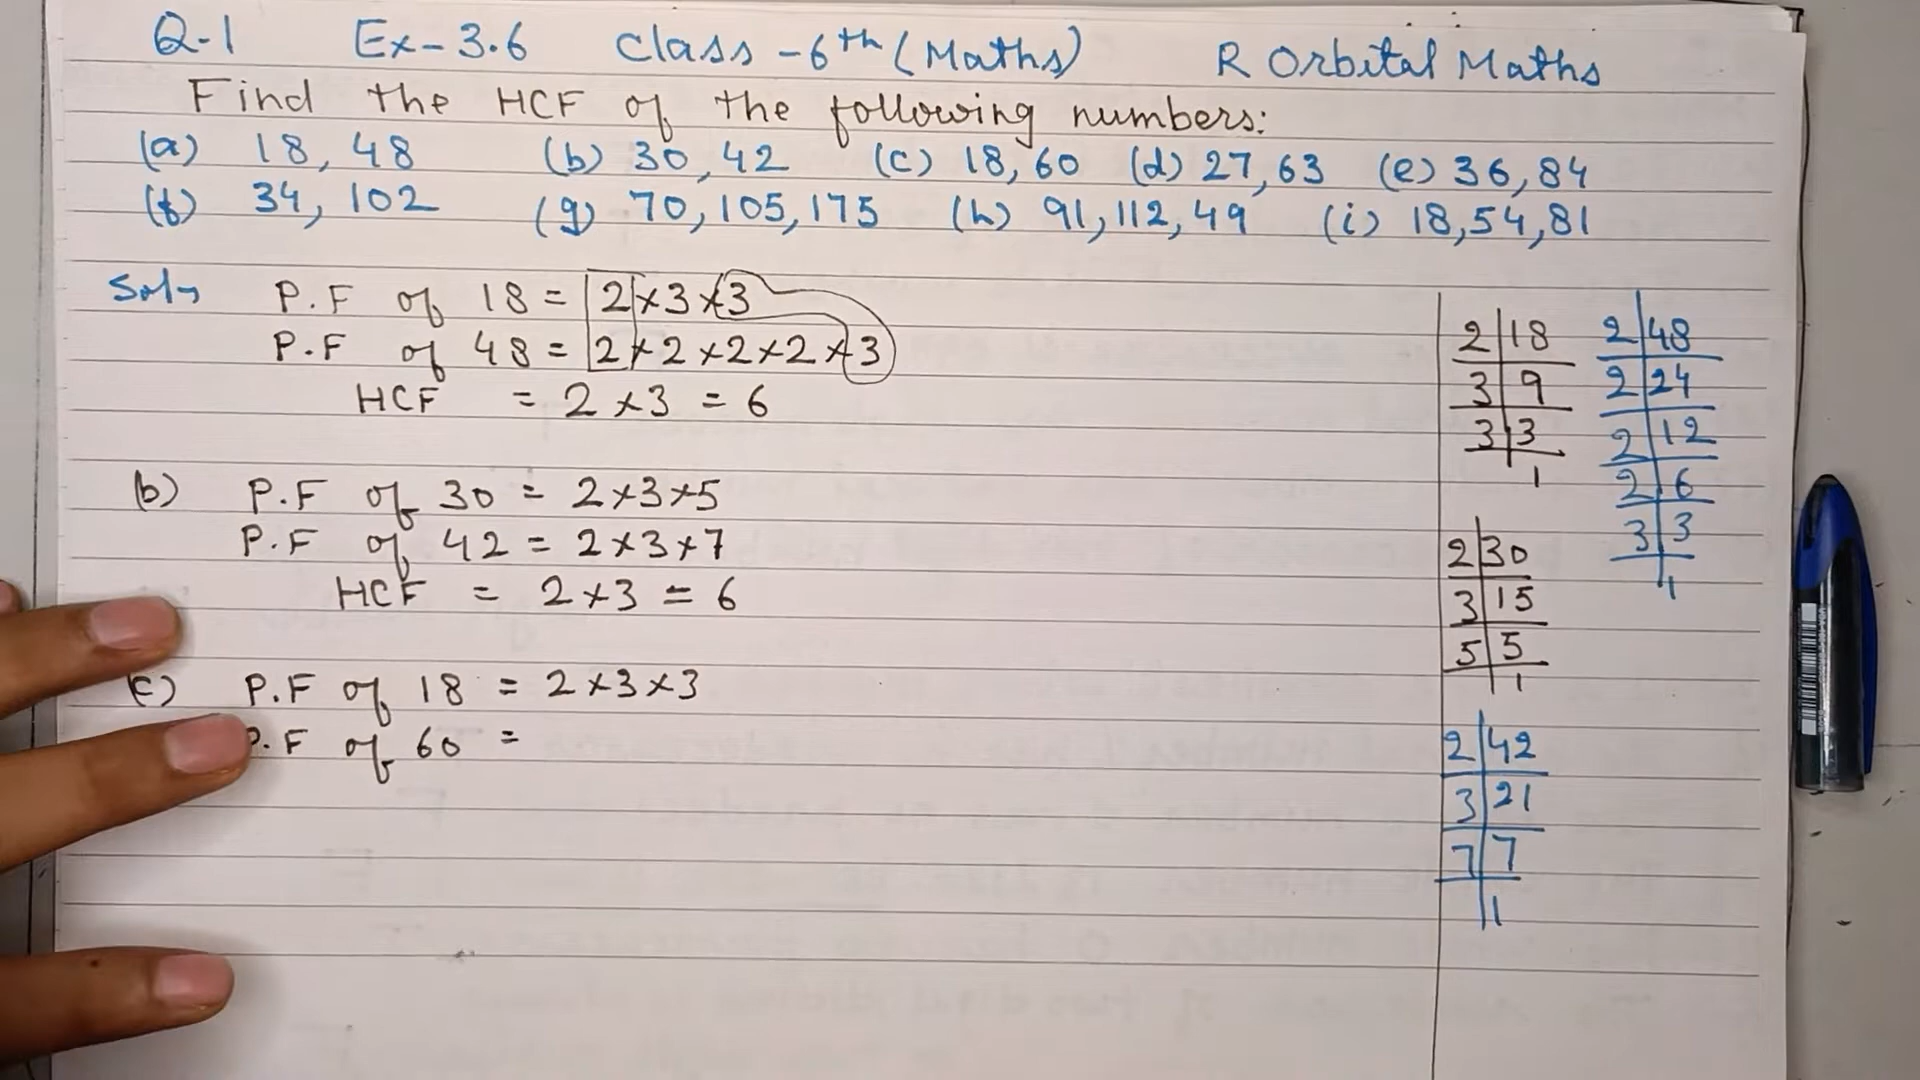 Q-1 Ex-3.6 Class -6th (Maths) R Orbital Maths
Find the HCF of the following numbers:
(a) 18, 48 (b) 30, 42 (c) 18, 60 (d) 27, 63 (e) 36, 84
(f) 34, 102 (g) 70, 105, 175 (h) 91, 112, 49 (i) 18, 54, 81
Soln P.F of 18 = 2×3×3
P.F of 48 = 2×2×2×2×3
HCF = 2×3 = 6
(b) P.F of 30 = 2×3×5
P.F of 42 = 2×3×7
HCF = 2×3 = 6
(c) P.F of 18 = 2×3×3
P.F of 60 =
2|18
3|9
3|3
1
2|48
2|24
2|12
2|6
3|3
1
2|30
3|15
5|5
1
2|42
3|21
7|7
1